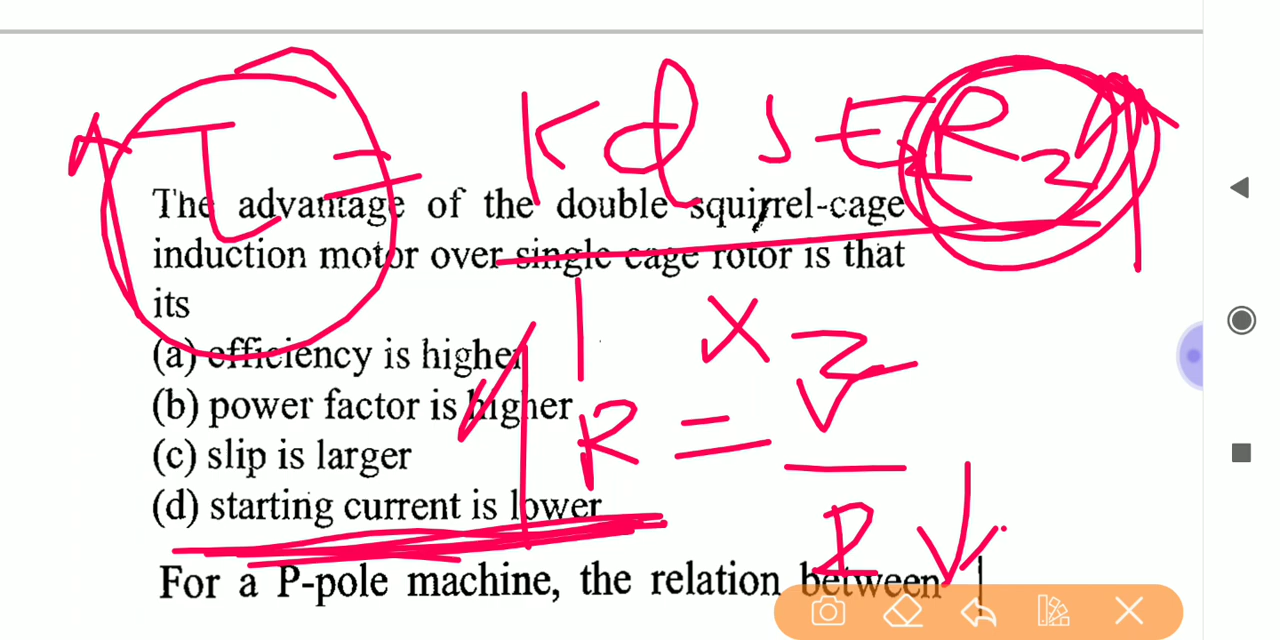 T = kφsE₂R₂
The advantage of the double squirrel-cage
induction motor over single cage rotor is that
its
(a) efficiency is higher
(b) power factor is higher
(c) slip is larger
(d) starting current is lower
R =
For a P-pole machine, the relation between